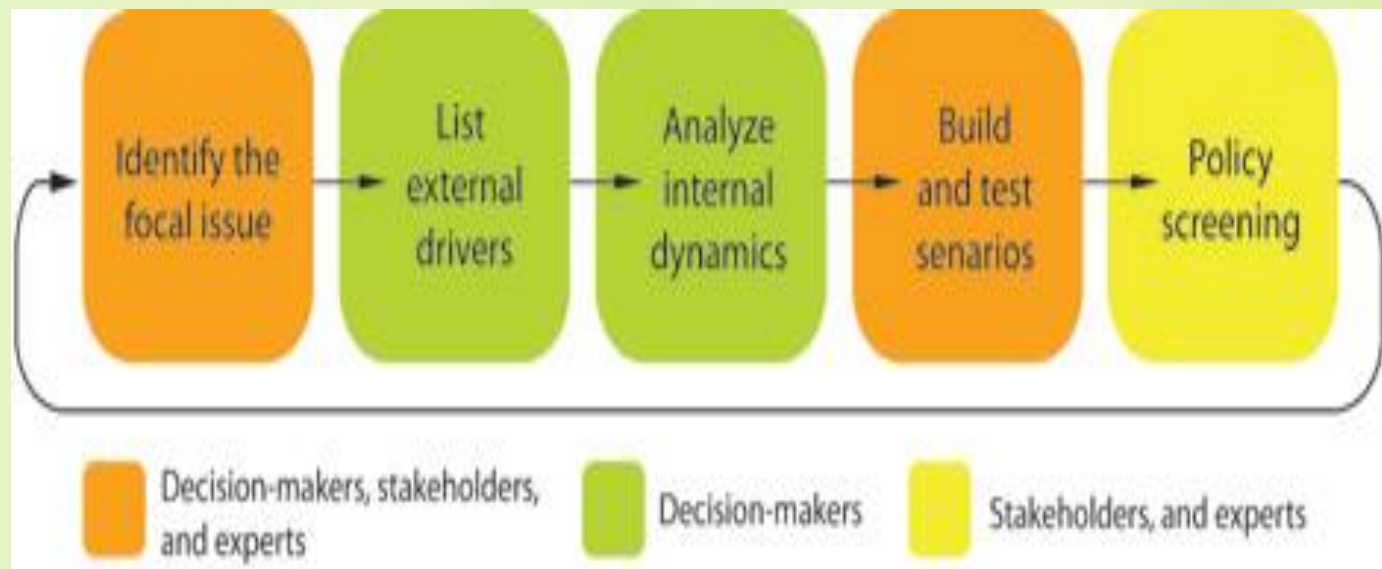 Identify the
focal issue
List
external
drivers
Analyze
internal
dynamics
Build
and test
senarios
Policy
screening
Decision-makers, stakeholders,
and experts
Decision-makers
Stakeholders, and experts